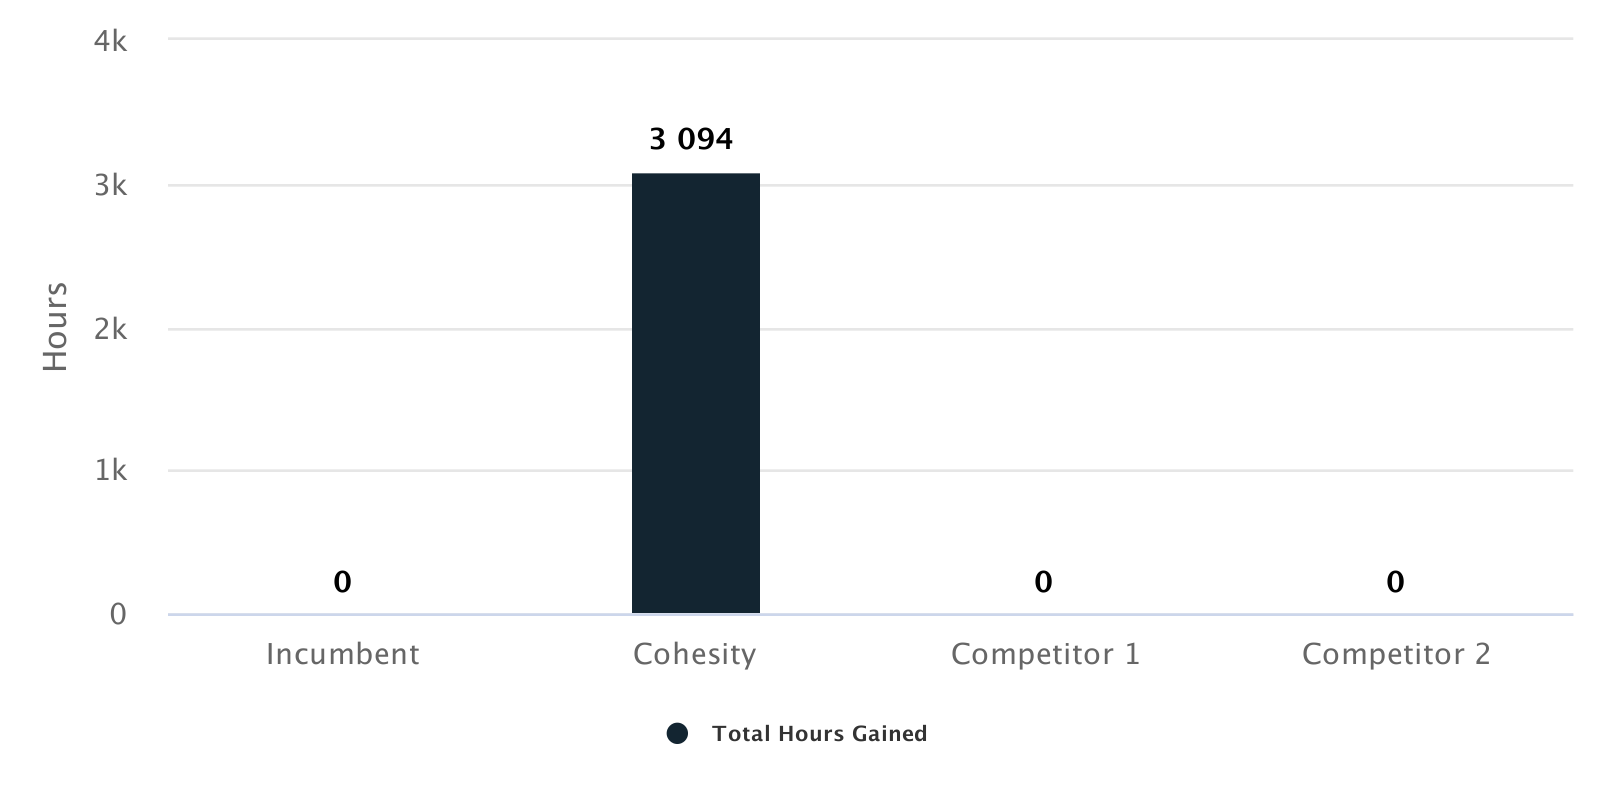 4k
3 094
3k
Hours
2k
1k
0 0 0
0
Incumbent Cohesity Competitor 1 Competitor 2
Total Hours Gained